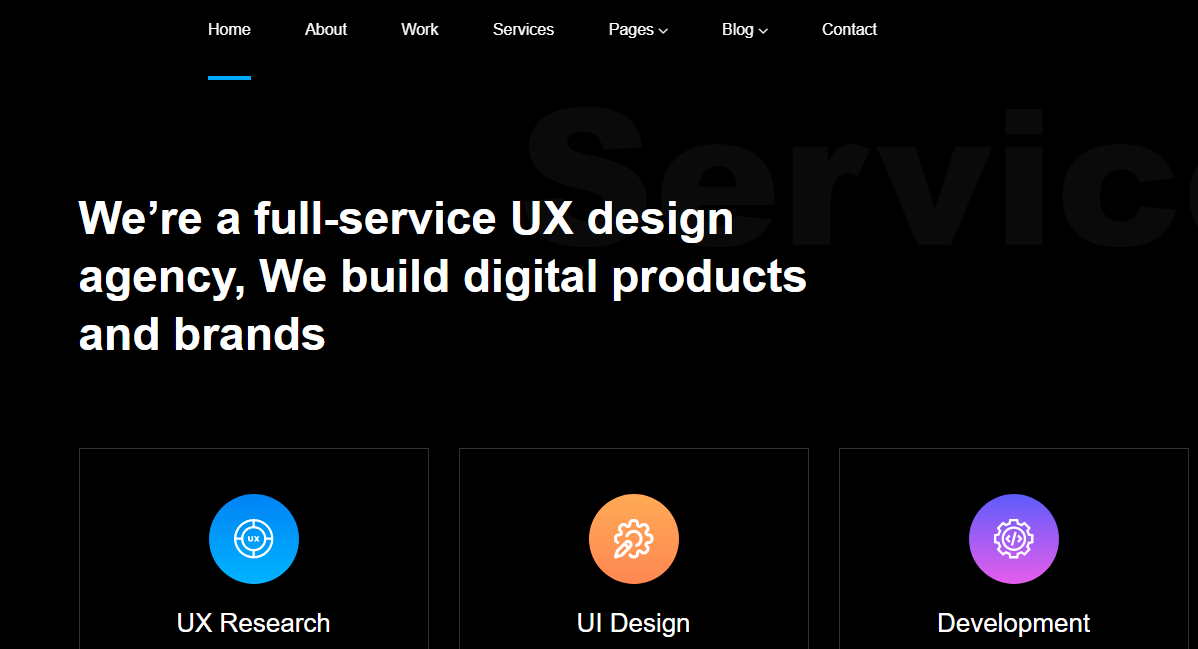 Home About Work Services Pages Blog Contact
Servic
We’re a full-service UX design
agency, We build digital products
and brands
UX
</>
UX Research UI Design Development